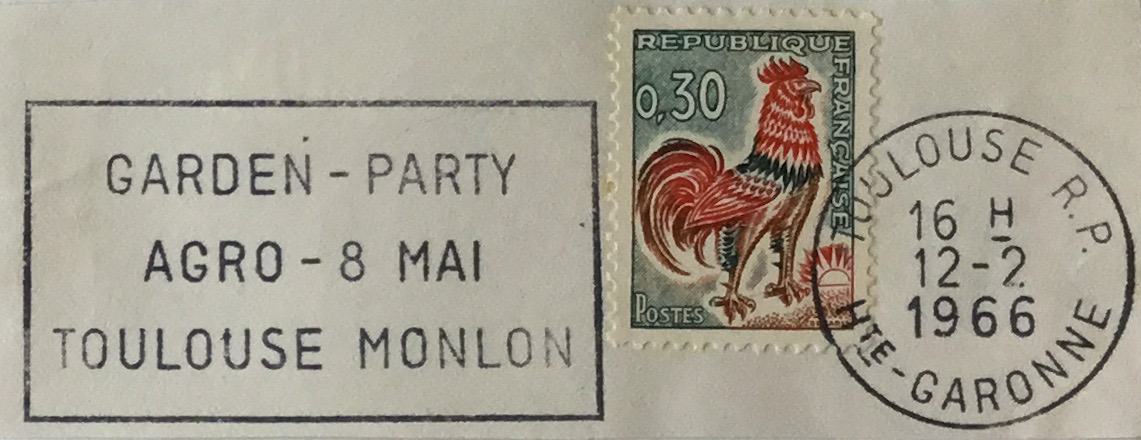 GARDEN - PARTY
AGRO - 8 MAI
TOULOUSE MONLON
REPUBLIQUE FRANÇAISE
0,30
POSTES
TOULOUSE R.P.
16 H
12-2
1966
HTE-GARONNE